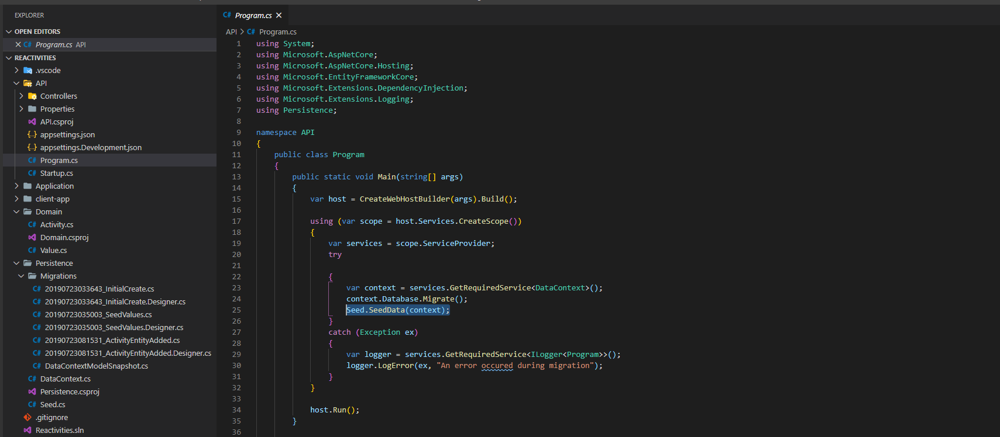 EXPLORER
OPEN EDITORS
C# Program.cs API
REACTIVITIES
.vscode
API
Controllers
Properties
API.csproj
{..} appsettings.json
{..} appsettings.Development.json
C# Program.cs
C# Startup.cs
Application
client-app
Domain
C# Activity.cs
Domain.csproj
C# Value.cs
Persistence
Migrations
C# 20190723033643_InitialCreate.cs
C# 20190723033643_InitialCreate.Designer.cs
C# 20190723035003_SeedValues.cs
C# 20190723035003_SeedValues.Designer.cs
C# 20190723081531_ActivityEntityAdded.cs
C# 20190723081531_ActivityEntityAdded.Designer.cs
C# DataContextModelSnapshot.cs
C# DataContext.cs
Persistence.csproj
C# Seed.cs
.gitignore
Reactivities.sln
C# Program.cs
API > C# Program.cs
1 using System;
2 using Microsoft.AspNetCore;
3 using Microsoft.AspNetCore.Hosting;
4 using Microsoft.EntityFrameworkCore;
5 using Microsoft.Extensions.DependencyInjection;
6 using Microsoft.Extensions.Logging;
7 using Persistence;
8
9 namespace API
10 {
11 public class Program
12 {
13 public static void Main(string[] args)
14 {
15 var host = CreateWebHostBuilder(args).Build();
16
17 using (var scope = host.Services.CreateScope())
18 {
19 var services = scope.ServiceProvider;
20 try
21
22 {
23 var context = services.GetRequiredService<DataContext>();
24 context.Database.Migrate();
25 Seed.SeedData(context);
26 }
27 catch (Exception ex)
28 {
29 var logger = services.GetRequiredService<ILogger<Program>>();
30 logger.LogError(ex, "An error occured during migration");
31 }
32 }
33
34 host.Run();
35 }
36